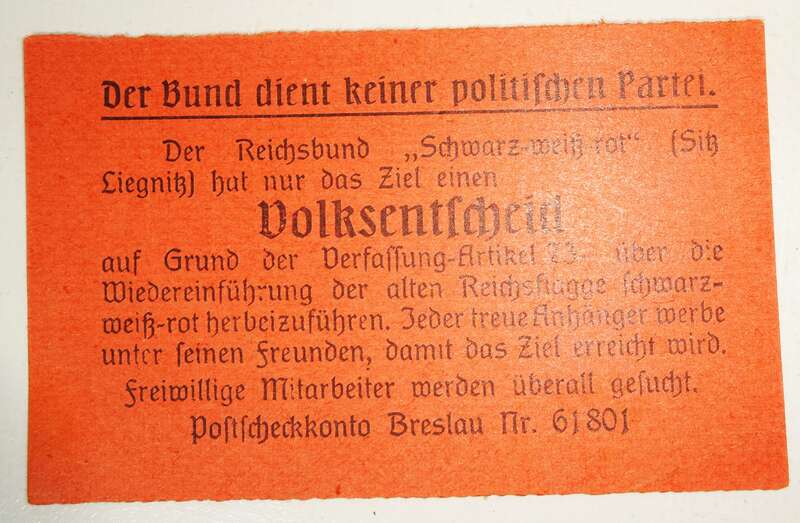 Der Bund dient keiner politischen Partei.
Der Reichsbund „Schwarz-weiß-rot“ (Sitz
Liegnitz) hat nur das Ziel einen
Volksentscheid
auf Grund der Verfassung-Artikel 73 über die
Wiedereinführung der alten Reichsflagge schwarz-
weiß-rot herbeizuführen. Jeder treue Anhänger werbe
unter seinen Freunden, damit das Ziel erreicht wird.
Freiwillige Mitarbeiter werden überall gesucht.
Postscheckkonto Breslau Nr. 61801